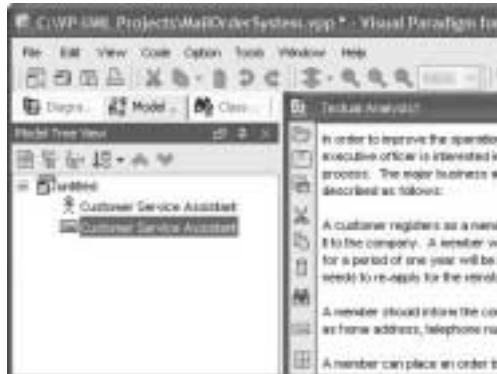 C:\VP-UML Projects\MailOrderSystem.vpp * - Visual Paradigm for
File Edit View Code Option Tools Window Help
Diagra... Model... Class...
Model Tree View
untitled
Customer Service Assistant
Customer Service Assistant
Textual Analysis1
In order to improve the operation
executive officer is interested in
process. The major business
described as follows:
A customer registers as a
it to the company. A member
for a period of one year will be
needs to re-apply for the
A member should inform the
as home address, telephone
A member can place an order